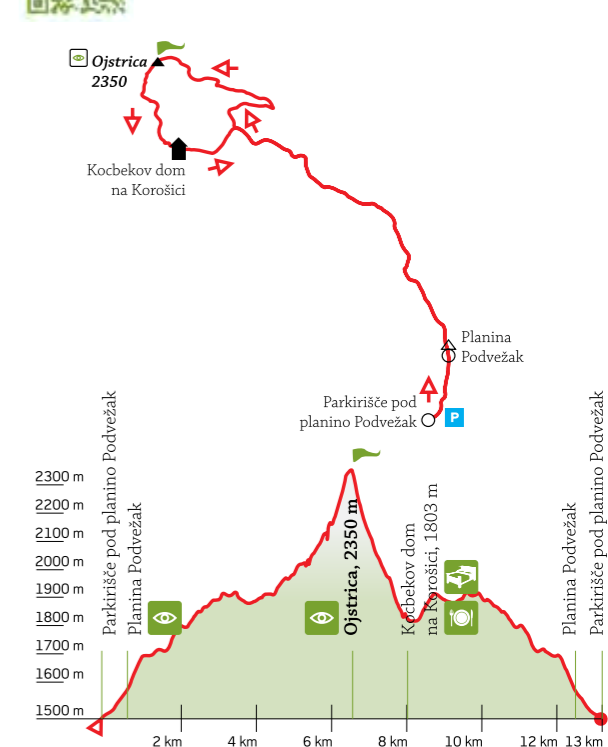 Ojstrica
2350
Kocbekov dom
na Korošici
Planina
Podvežak
Parkirišče pod
planino Podvežak
P
Parkirišče pod planino Podvežak
Planina Podvežak
Ojstrica, 2350 m
Kocbekov dom
na Korošici, 1803 m
Planina Podvežak
Parkirišče pod planino Podvežak
2300 m
2200 m
2100 m
2000 m
1900 m
1800 m
1700 m
1600 m
1500 m
2 km 4 km 6 km 8 km 10 km 12 km 13 km